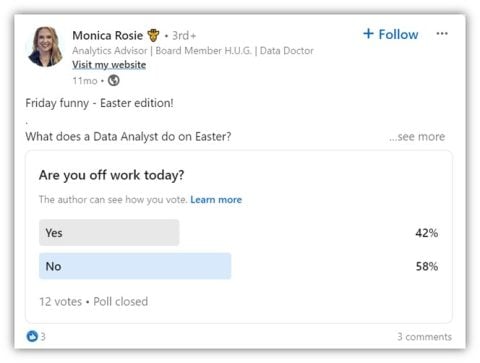 Monica Rosie 🤠 • 3rd+
+ Follow ...
Analytics Advisor | Board Member H.U.G. | Data Doctor
Visit my website
11mo •
Friday funny - Easter edition!
.
What does a Data Analyst do on Easter? ...see more
Are you off work today?
The author can see how you vote. Learn more
Yes 42%
No 58%
12 votes • Poll closed
3 3 comments